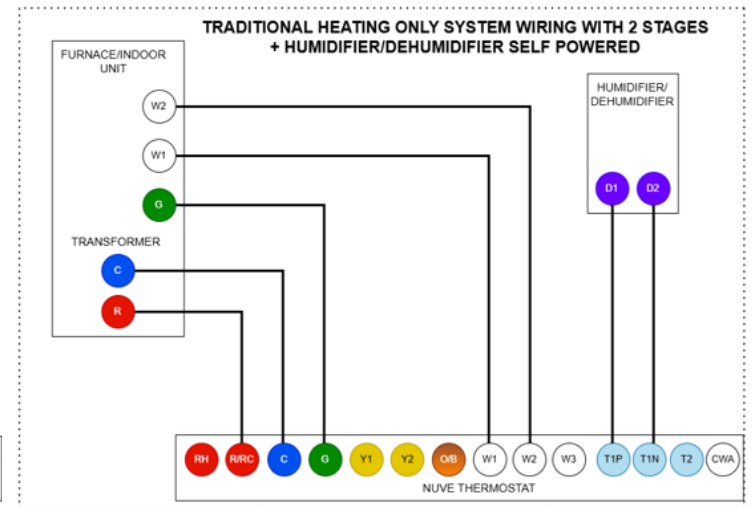 TRADITIONAL HEATING ONLY SYSTEM WIRING WITH 2 STAGES
+ HUMIDIFIER/DEHUMIDIFIER SELF POWERED
FURNACE/INDOOR
UNIT
W2
W1
G
TRANSFORMER
C
R
HUMIDIFIER/
DEHUMIDIFIER
D1 D2
RH R/RC C G Y1 Y2 O/B W1 W2 W3 T1P T1N T2 CWA
NUVE THERMOSTAT